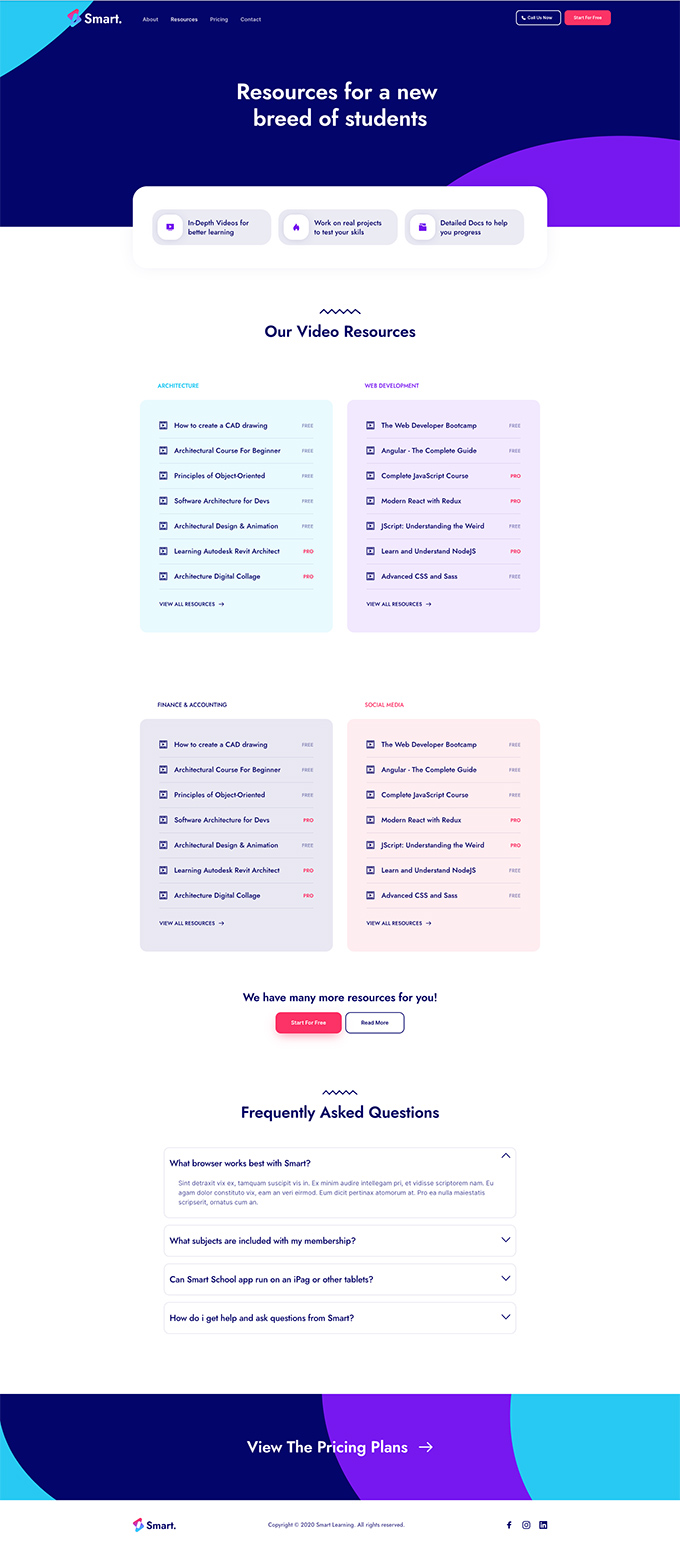 Smart.
About
Resources
Pricing
Contact
Call Us Now
Start For Free
Resources for a new
breed of students
In-Depth Videos for
better learning
Work on real projects
to test your skils
Detailed Docs to help
you progress
Our Video Resources
ARCHITECTURE
How to create a CAD drawing FREE
Architectural Course For Beginner FREE
Principles of Object-Oriented FREE
Software Architecture for Devs FREE
Architectural Design & Animation FREE
Learning Autodesk Revit Architect PRO
Architecture Digital Collage PRO
VIEW ALL RESOURCES
WEB DEVELOPMENT
The Web Developer Bootcamp FREE
Angular - The Complete Guide FREE
Complete JavaScript Course PRO
Modern React with Redux PRO
JScript: Understanding the Weird FREE
Learn and Understand NodeJS PRO
Advanced CSS and Sass FREE
VIEW ALL RESOURCES
FINANCE & ACCOUNTING
How to create a CAD drawing FREE
Architectural Course For Beginner FREE
Principles of Object-Oriented FREE
Software Architecture for Devs PRO
Architectural Design & Animation FREE
Learning Autodesk Revit Architect PRO
Architecture Digital Collage PRO
VIEW ALL RESOURCES
SOCIAL MEDIA
The Web Developer Bootcamp FREE
Angular - The Complete Guide FREE
Complete JavaScript Course FREE
Modern React with Redux PRO
JScript: Understanding the Weird PRO
Learn and Understand NodeJS FREE
Advanced CSS and Sass FREE
VIEW ALL RESOURCES
We have many more resources for you!
Start For Free
Read More
Frequently Asked Questions
What browser works best with Smart?
Sint detraxit vix ex, tamquam suscipit vis in. Ex minim audire intellegam pri, et vidisse scriptorem nam. Eu
agam dolor constituto vix, eam an veri eirmod. Eum dicit pertinax atomorum at. Pro ea nulla maiestatis
scripserit, ornatus cum an.
What subjects are included with my membership?
Can Smart School app run on an iPag or other tablets?
How do i get help and ask questions from Smart?
View The Pricing Plans
Smart.
Copyright © 2020 Smart Learning. All rights reserved.